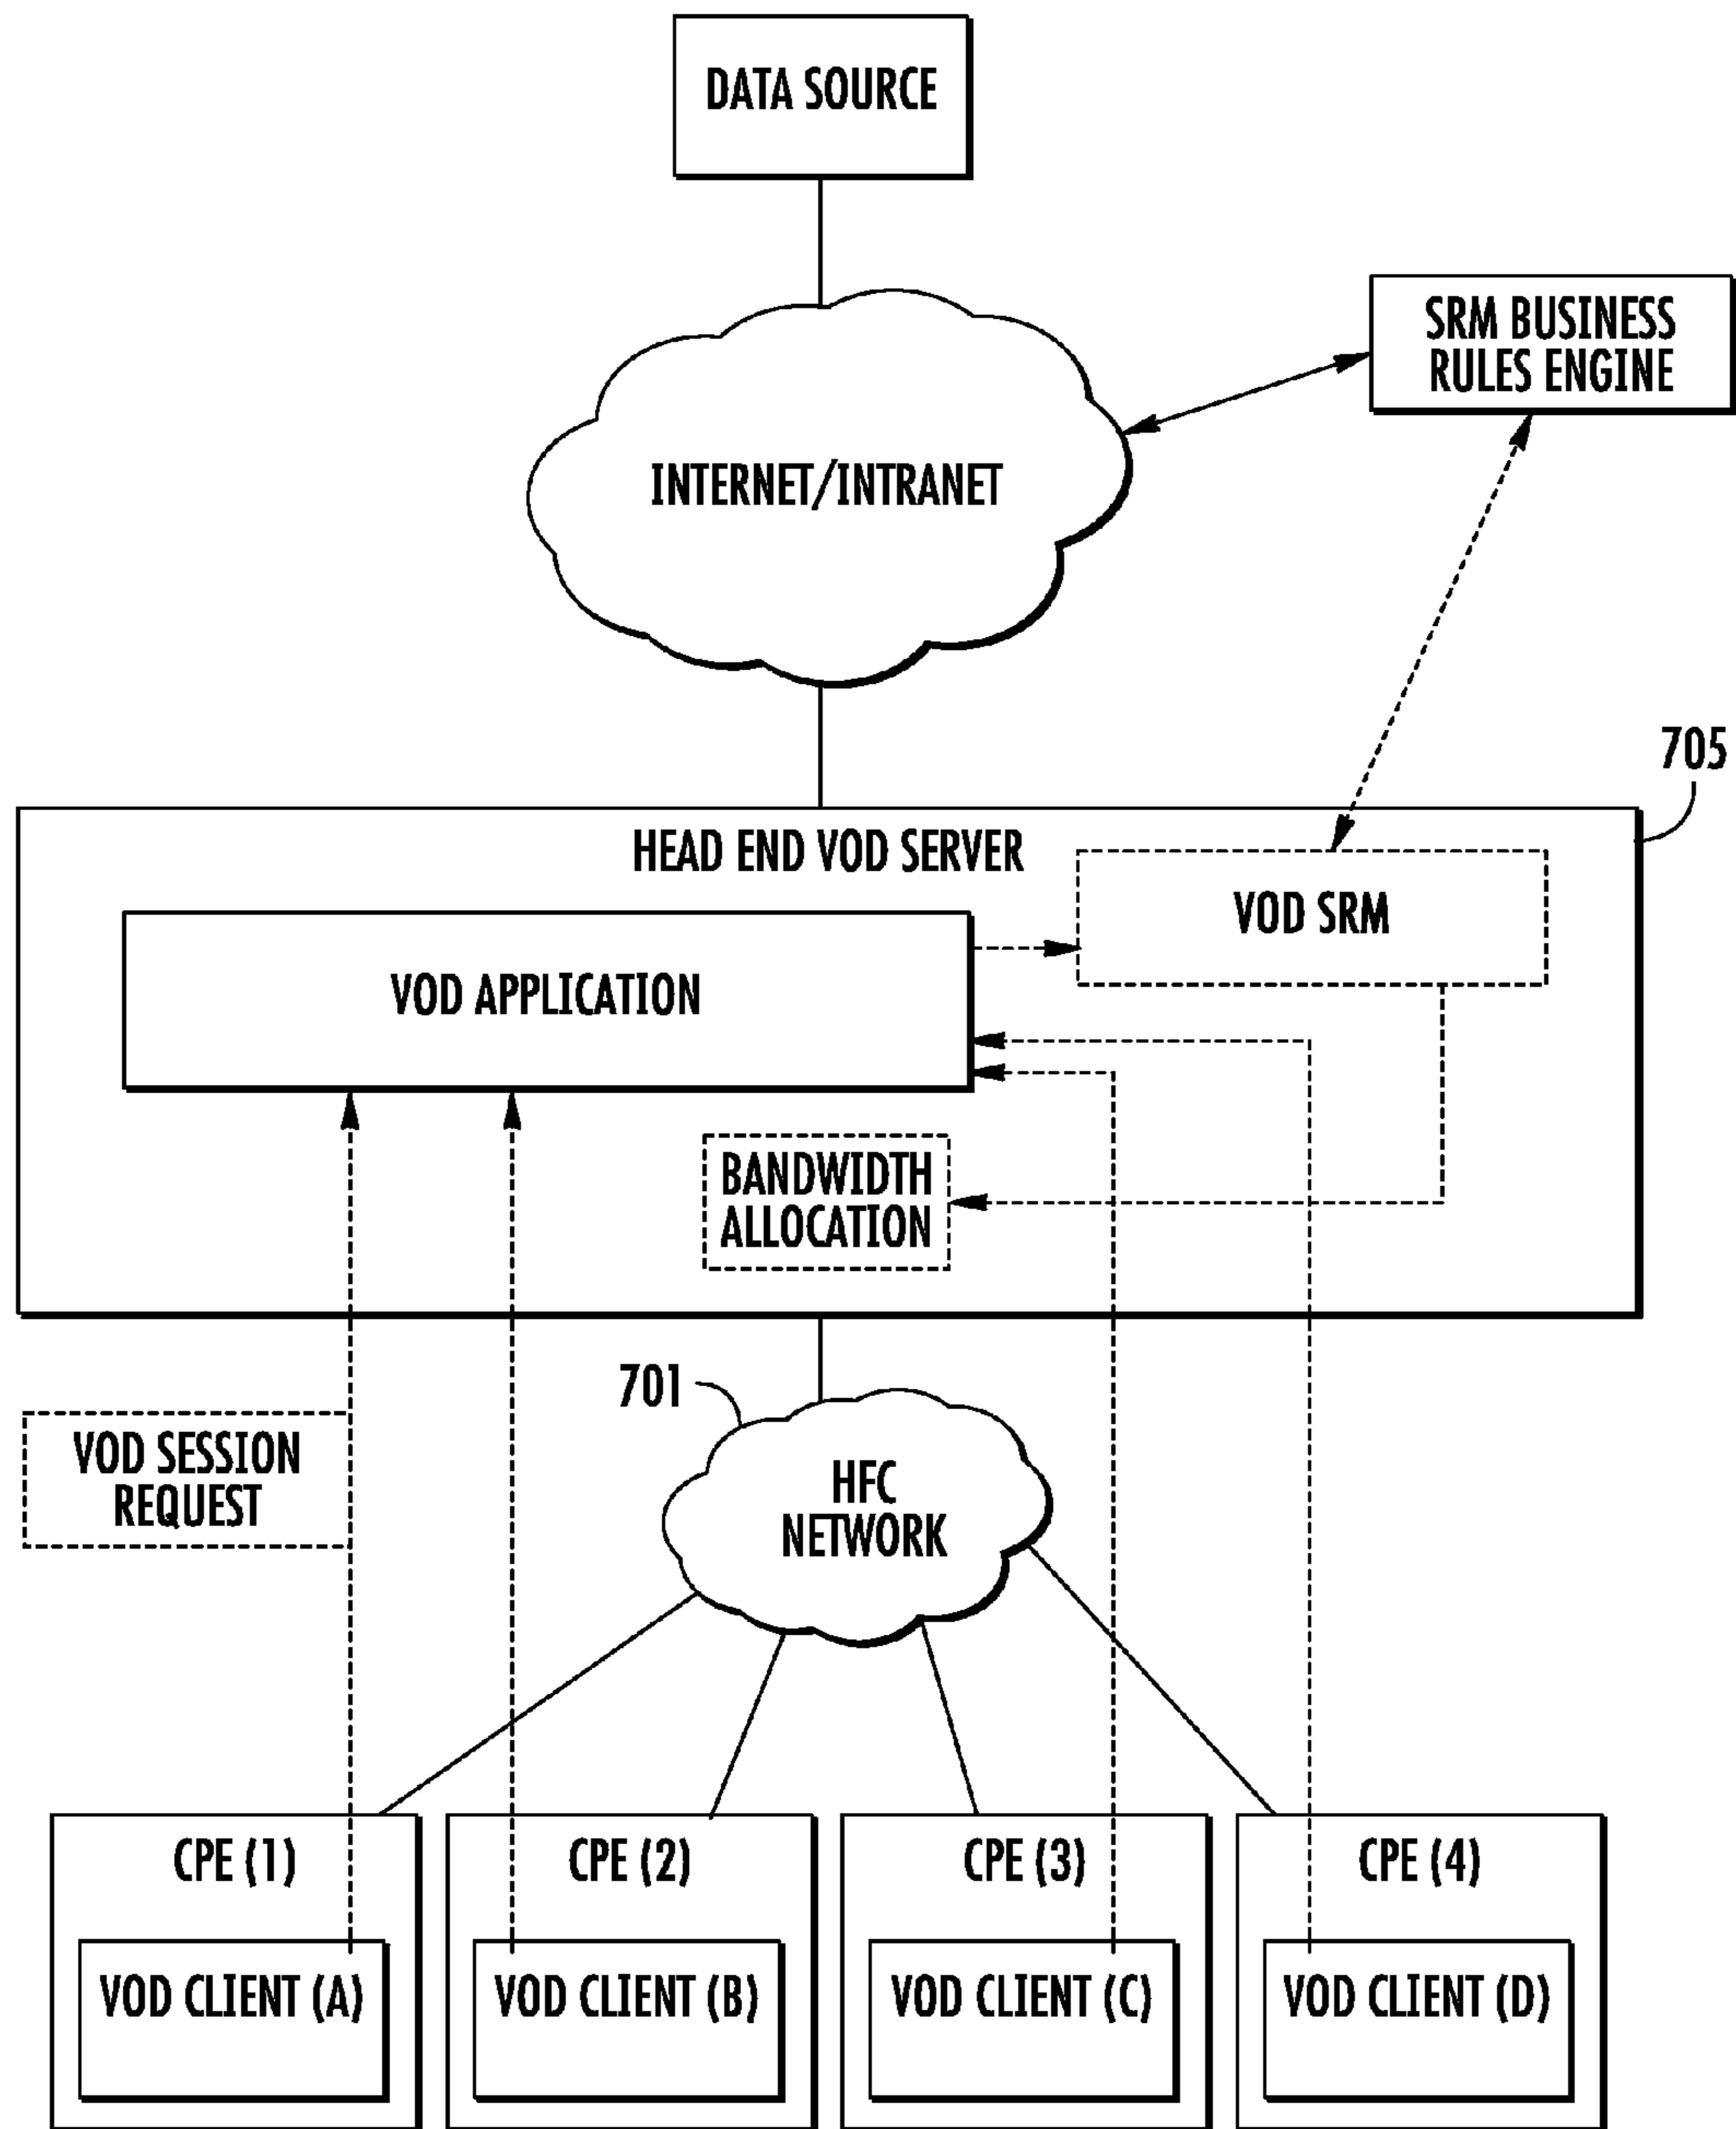 DATA SOURCE
SRM BUSINESS
RULES ENGINE
INTERNET/INTRANET
705
HEAD END VOD SERVER
VOD SRM
VOD APPLICATION
BANDWIDTH
ALLOCATION
701
VOD SESSION
REQUEST
HFC
NETWORK
CPE (1)
CPE (2)
CPE (3)
CPE (4)
VOD CLIENT (A)
VOD CLIENT (B)
VOD CLIENT (C)
VOD CLIENT (D)